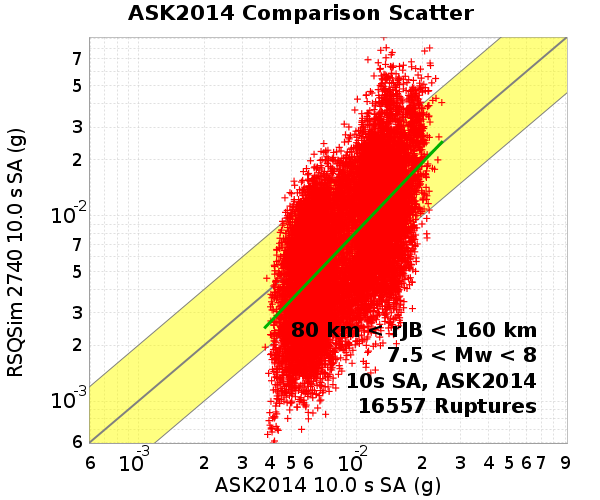 ASK2014 Comparison Scatter
RSQSim 2740 10.0 s SA (g)
7
5
3
2
10-2
7
5
3
2
10-3
6
80 km < rJB < 160 km
7.5 < Mw < 8
10s SA, ASK2014
16557 Ruptures
6 10-3 2 3 4 5 6 10-2 2 3 4 5 6 7 9
ASK2014 10.0 s SA (g)